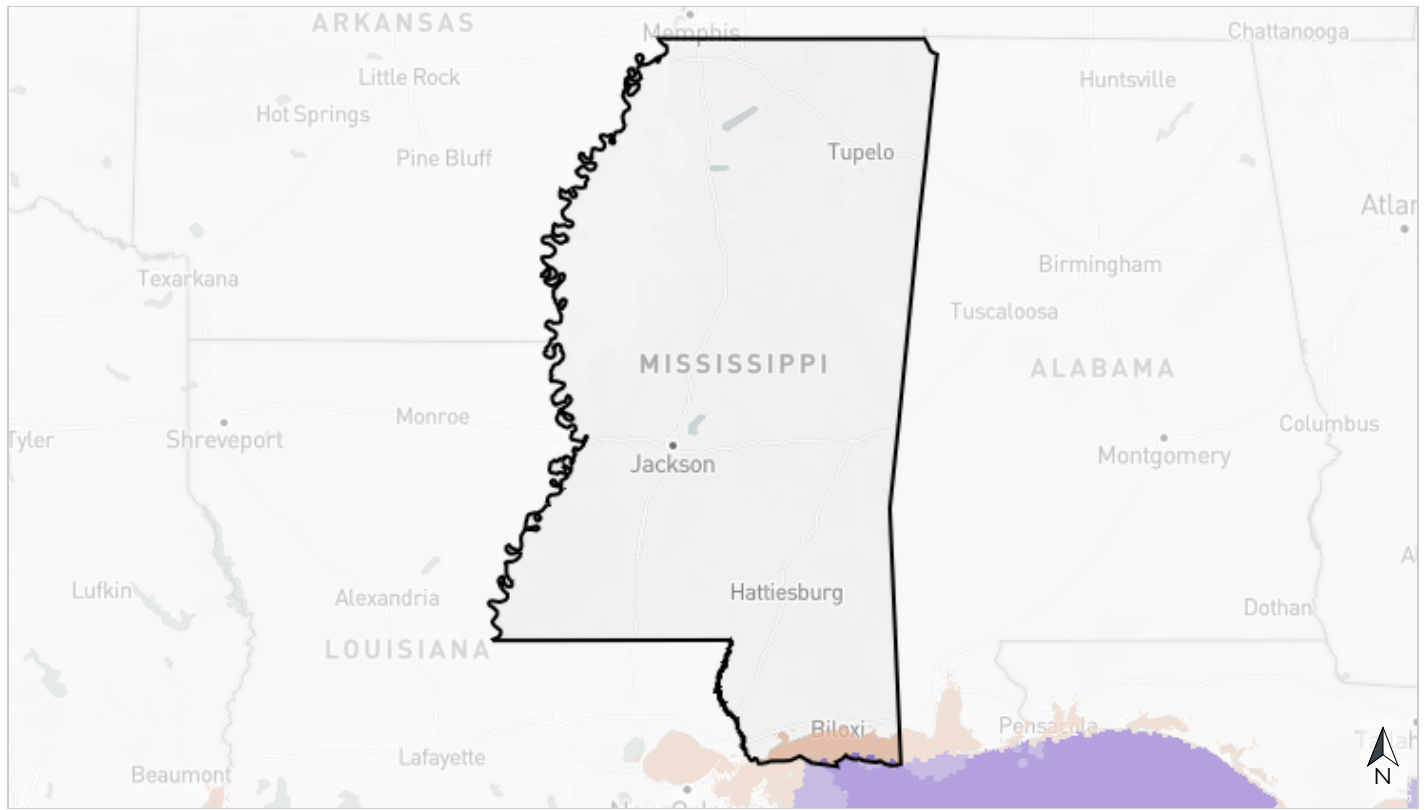 ARKANSAS
Memphis
Chattanooga
Little Rock
Huntsville
Hot Springs
Pine Bluff
Tupelo
Texarkana
Birmingham
Tuscaloosa
MISSISSIPPI
ALABAMA
Monroe
Columbus
Tyler
Shreveport
Jackson
Montgomery
Lufkin
Alexandria
Hattiesburg
Dothan
LOUISIANA
Biloxi
Pensacola
Lafayette
Beaumont
N